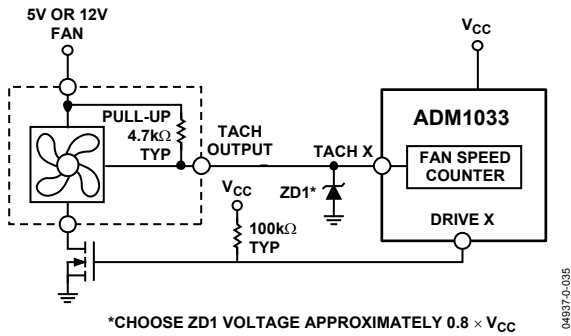 5V OR 12V
FAN
VCC
PULL-UP
4.7kΩ
TYP
TACH
OUTPUT
TACH X
ADM1033
FAN SPEED
COUNTER
VCC
ZD1*
100kΩ
TYP
DRIVE X
*CHOOSE ZD1 VOLTAGE APPROXIMATELY 0.8 × VCC
04937-0-035